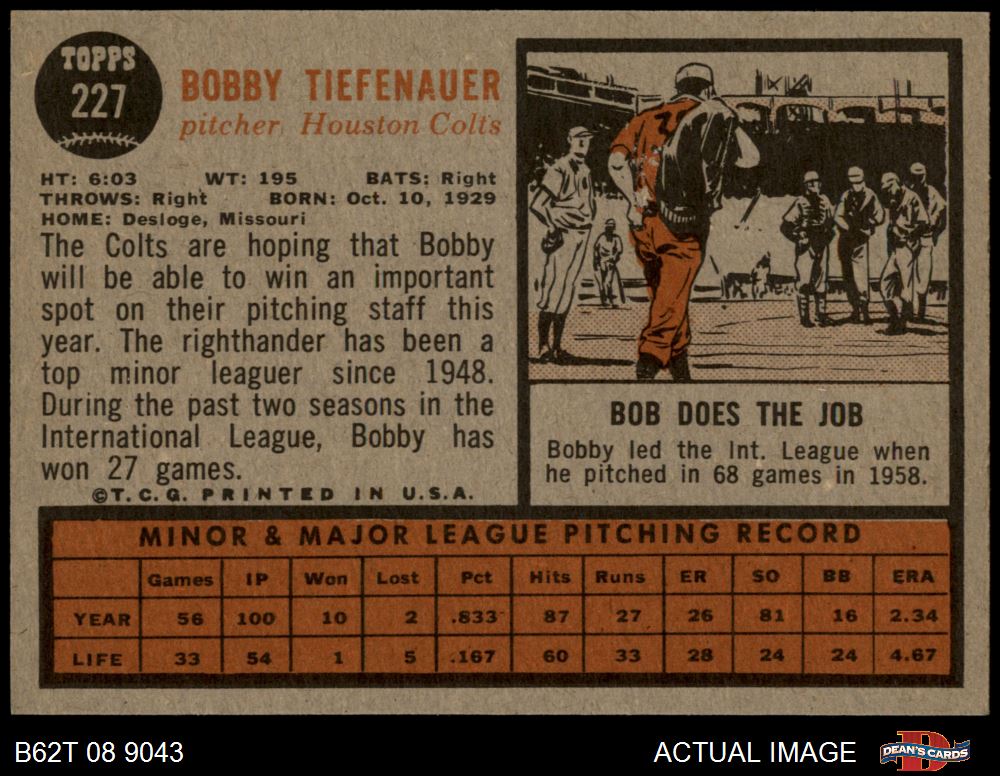 TOPPS
227
BOBBY TIEFENAUER
pitcher, Houston Colts
HT: 6:03 WT: 195 BATS: Right
THROWS: Right BORN: Oct. 10, 1929
HOME: Desloge, Missouri
The Colts are hoping that Bobby
will be able to win an important
spot on their pitching staff this
year. The righthander has been a
top minor leaguer since 1948.
During the past two seasons in the
International League, Bobby has
won 27 games.
©T.C.G. PRINTED IN U.S.A.
BOB DOES THE JOB
Bobby led the Int. League when
he pitched in 68 games in 1958.
MINOR & MAJOR LEAGUE PITCHING RECORD
Games IP Won Lost Pct Hits Runs ER SO BB ERA
YEAR 56 100 10 2 .833 87 27 26 81 16 2.34
LIFE 33 54 1 5 .167 60 33 28 24 24 4.67
B62T 08 9043 ACTUAL IMAGE DEAN'S CARDS